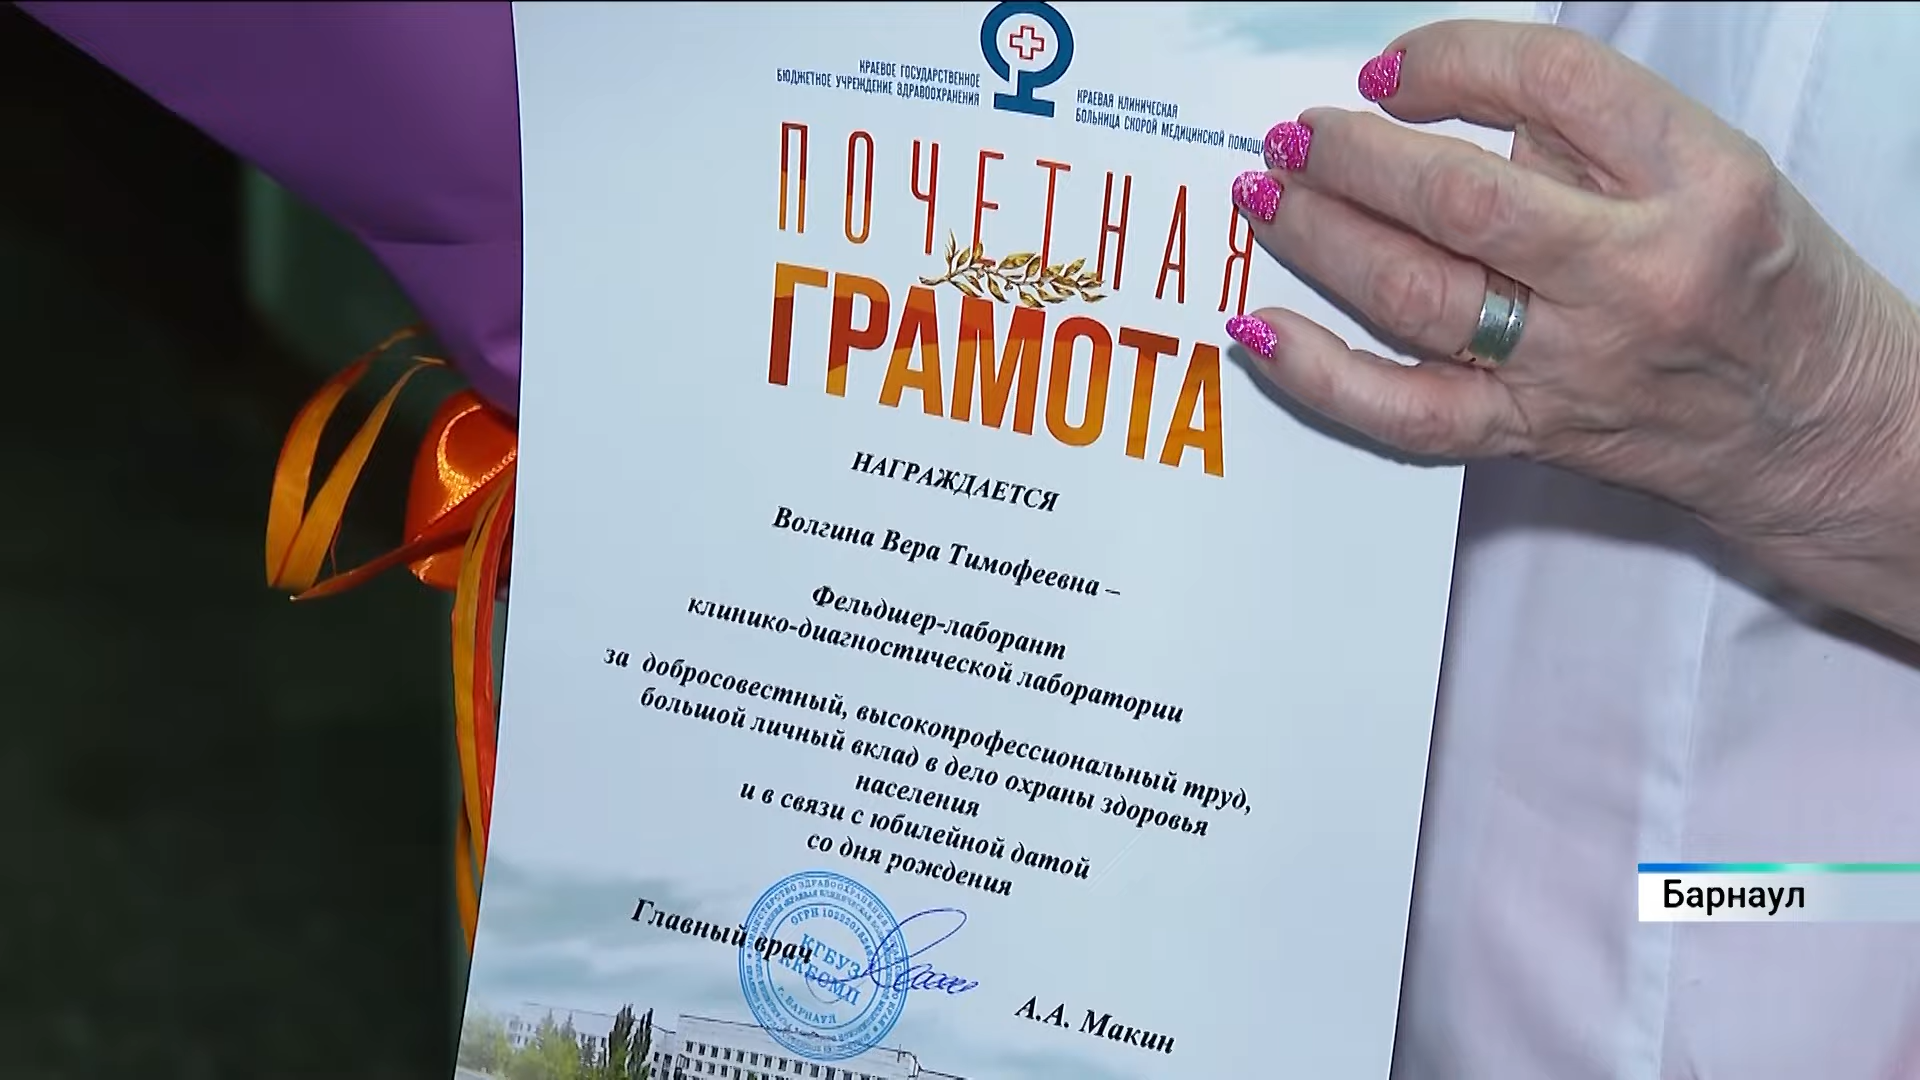 КРАЕВОЕ ГОСУДАРСТВЕННОЕ
БЮДЖЕТНОЕ УЧРЕЖДЕНИЕ ЗДРАВООХРАНЕНИЯ
КРАЕВАЯ КЛИНИЧЕСКАЯ
БОЛЬНИЦА СКОРОЙ МЕДИЦИНСКОЙ ПОМОЩИ
ПОЧЕТНАЯ
ГРАМОТА
НАГРАЖДАЕТСЯ
Волгина Вера Тимофеевна –
Фельдшер-лаборант
клинико-диагностической лаборатории
за добросовестный, высокопрофессиональный труд,
большой личный вклад в дело охраны здоровья
населения
и в связи с юбилейной датой
со дня рождения
Главный врач
КГБУЗ
ККБСМП
г. БАРНАУЛ
А.А. Макин
Барнаул